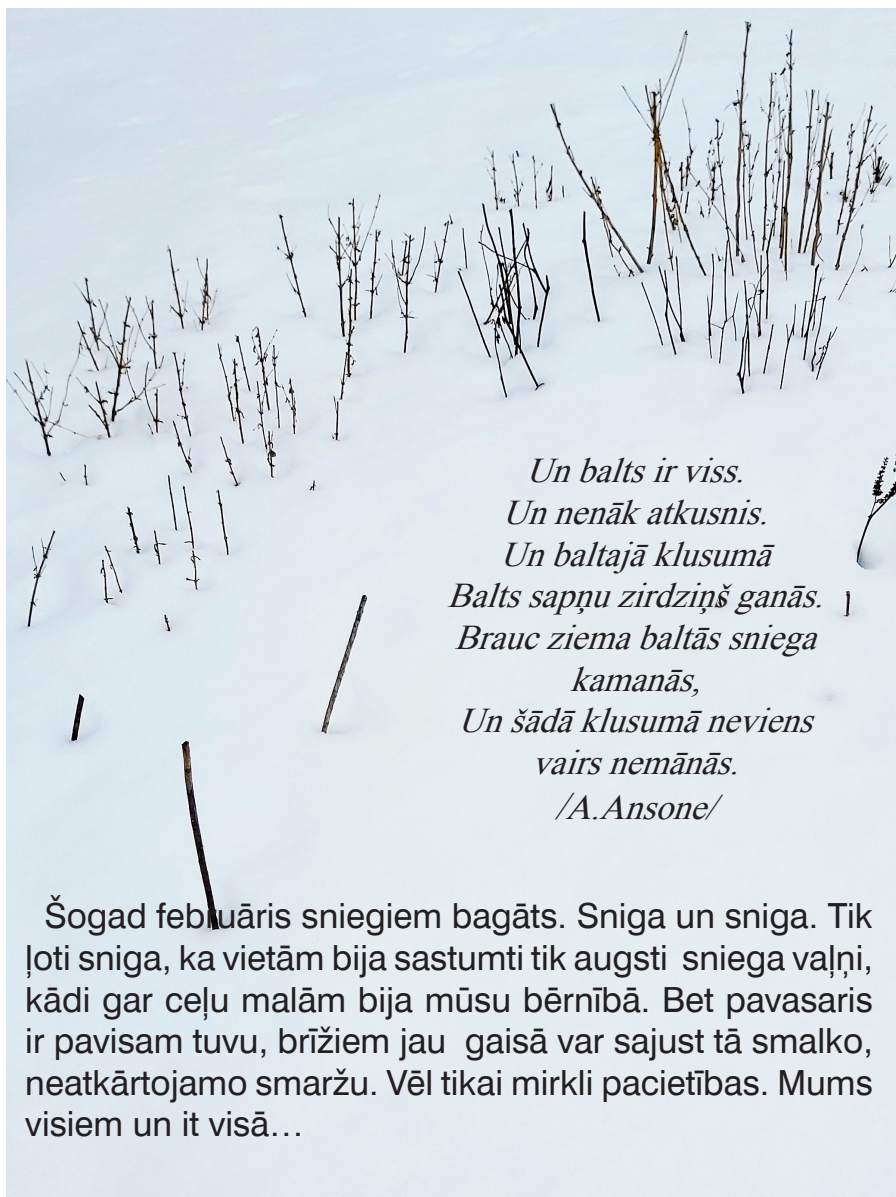 Un balts ir viss.
Un nenāk atkusnis.
Un baltajā klusumā
Balts sapņu zirdziņš ganās.
Brauc ziema baltās sniega
kamanās,
Un šādā klusumā neviens
vairs nemānās.
/A.Ansone/
Šogad februāris sniegiem bagāts. Sniga un sniga. Tik
ļoti sniga, ka vietām bija sastumti tik augsti sniega vaļņi,
kādi gar ceļu malām bija mūsu bērnībā. Bet pavasaris
ir pavisam tuvu, brīžiem jau gaisā var sajust tā smalko,
neatkārtojamo smaržu. Vēl tikai mirkli pacietības. Mums
visiem un it visā…